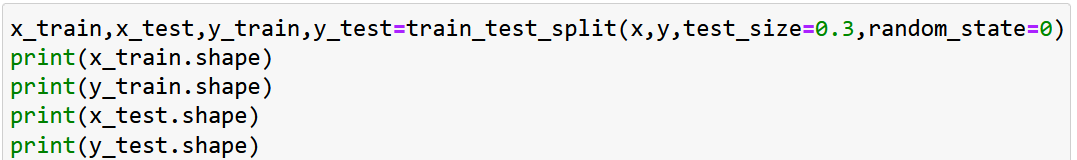 x_train,x_test,y_train,y_test=train_test_split(x,y,test_size=0.3,random_state=0)
print(x_train.shape)
print(y_train.shape)
print(x_test.shape)
print(y_test.shape)